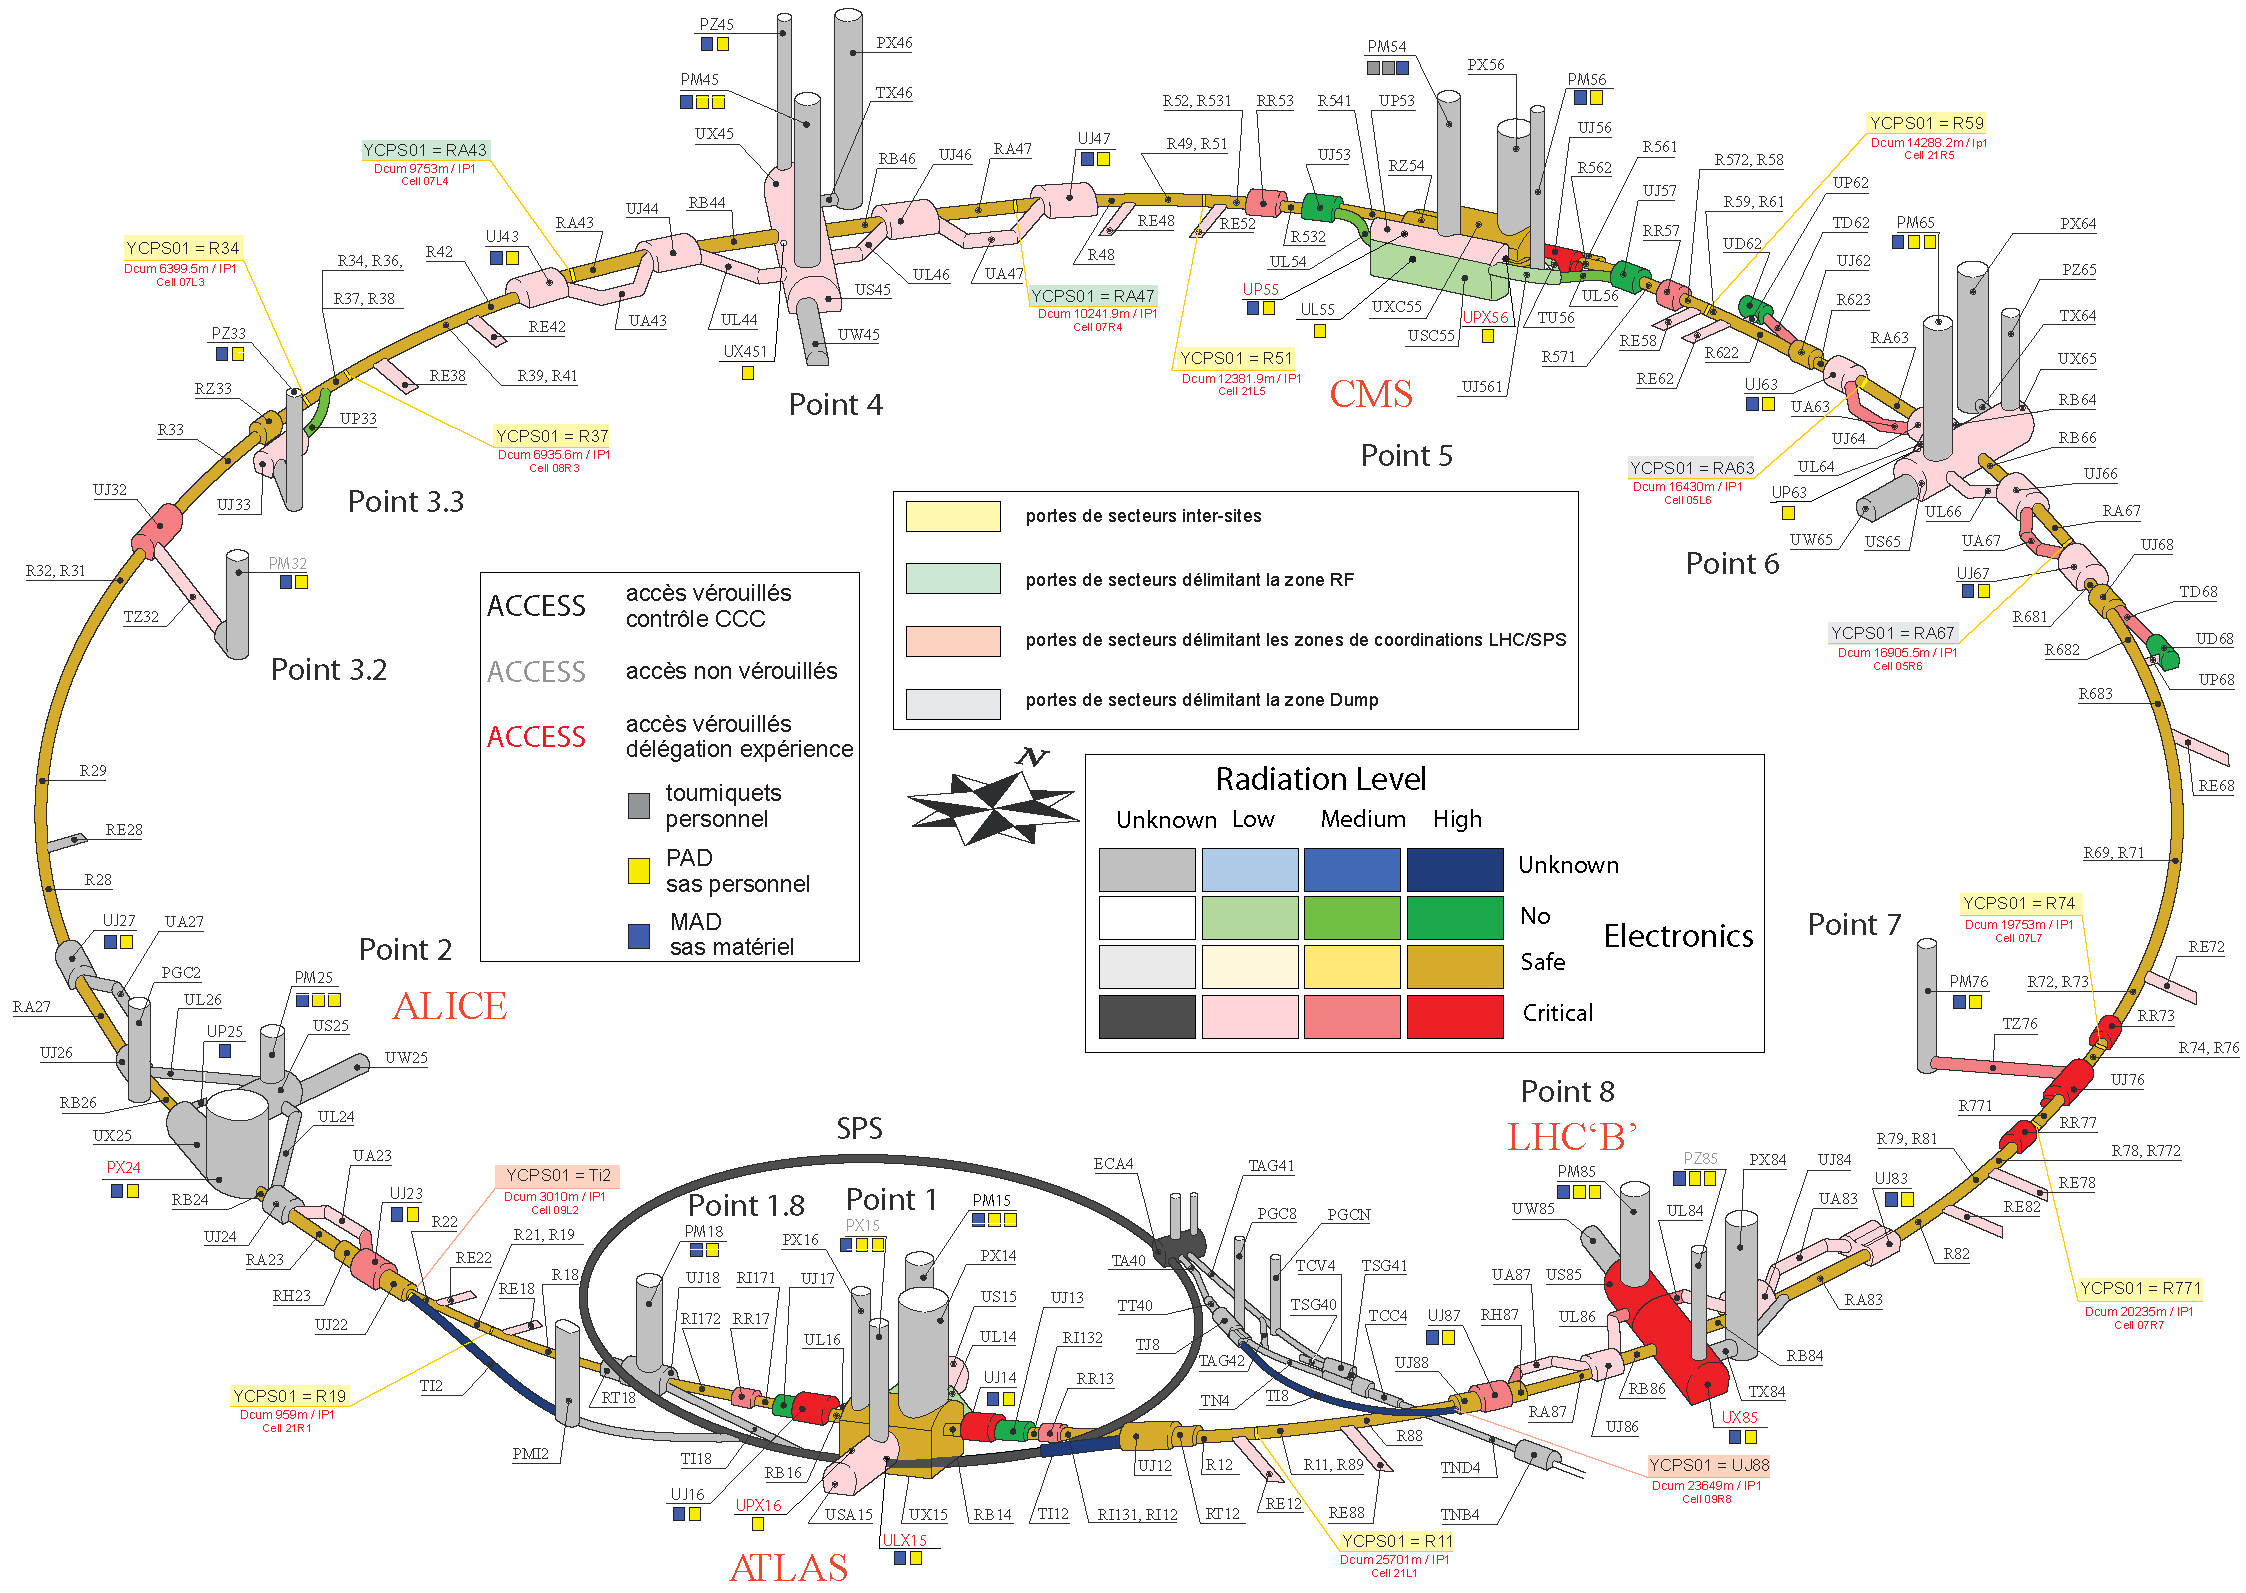 PZ45
PX46
PM54
PX56
PM45
PM56
TX46
R52, R531
RR53
R541
UP53
YCPS01 = R59
Dcum 14288.2m / Ip1
Cell 21R5
UX45
UJ47
UJ56
YCPS01 = RA43
Dcum 9753m / IP1
Cell 07L4
RB46
UJ46
RA47
R49, R51
UJ53
RZ54
R561
R562
R572, R58
UJ57
UP62
R59, R61
PM65
PX64
TD62
UD62
RB44
UJ44
RA43
UJ43
R42
YCPS01 = R34
Dcum 6399.5m / IP1
Cell 07L3
R34, R36,
R37, R38
RE48
RE52
R48
R532
UL54
UL46
UA47
RR57
UJ62
PZ65
R623
TX64
RA63
UX65
US45
UL44
UA43
YCPS01 = RA47
Dcum 10241.9m / IP1
Cell 07R4
UP55
UL55
UXC55
USC55
UPX56
TU56
UL56
R571
RE58
RE62
R622
PZ33
RE42
UW45
UX451
R39, R41
RE38
YCPS01 = R51
Dcum 12381.9m / IP1
Cell 21L5
CMS
UJ561
UJ63
UA63
RB64
RZ33
Point 4
UP33
R33
YCPS01 = R37
Dcum 6935.6m / IP1
Cell 08R3
Point 5
YCPS01 = RA63
Dcum 16430m / IP1
Cell 05L6
UJ64
UL64
RB66
UJ66
UP63
UJ32
UJ33
Point 3.3
portes de secteurs inter-sites
UW65
US65
UL66
UA67
RA67
UJ68
Point 6
PM32
R32, R31
TZ32
Point 3.2
ACCESS
accès vérouillés
contrôle CCC
portes de secteurs délimitant la zone RF
UJ67
TD68
R681
YCPS01 = RA67
Dcum 16905.5m / IP1
Cell 05R6
R682
UD68
UP68
portes de secteurs délimitant les zones de coordinations LHC/SPS
ACCESS
accès non vérouillés
portes de secteurs délimitant la zone Dump
R683
ACCESS
accès vérouillés
délégation expérience
N
R29
tourniquets
personnel
RE68
Radiation Level
Unknown
Low
Medium
High
RE28
PAD
sas personnel
Unknown
R69, R71
R28
MAD
sas matériel
No
Electronics
Safe
Critical
YCPS01 = R74
Dcum 19753m / IP1
Cell 07L7
Point 7
UJ27
UA27
Point 2
RE72
PGC2
PM25
ALICE
UL26
RA27
UP25
US25
R72, R73
PM76
RR73
TZ76
R74, R76
UJ26
UW25
UJ76
RB26
UL24
SPS
Point 8
LHC‘B’
R771
RR77
R79, R81
UX25
R78, R772
PX24
UA23
YCPS01 = Ti2
Dcum 3010m / IP1
Cell 09L2
ECA4
TAG41
PM85
PZ85
PX84
UJ84
UA83
UJ83
RE78
RB24
UJ23
R22
Point 1.8
Point 1
PM15
PX15
UW85
UL84
RE82
UJ24
R21, R19
PM18
PX16
PGC8
PGCN
RA23
RE22
R18
UJ18
RI171
UJ17
PX14
TA40
TCV4
TSG41
UA87
US85
R82
RH23
RE18
US15
UJ13
TT40
TSG40
TCC4
UJ87
RH87
RA83
YCPS01 = R771
Dcum 20235m / IP1
Cell 07R7
UJ22
RI172
RR17
UL16
UL14
RI132
TJ8
TAG42
UL86
TI2
UJ14
RR13
TN4
TI8
UJ88
RB84
YCPS01 = R19
Dcum 959m / IP1
Cell 21R1
RT18
RA87
UJ86
RB86
TX84
UX85
PMI2
TI18
RB16
UJ12
R12
R11, R89
R88
TND4
YCPS01 = UJ88
Dcum 23649m / IP1
Cell 09R8
UJ16
UPX16
USA15
UX15
RB14
TI12
RI131, RI12
RT12
RE12
RE88
TNB4
ULX15
YCPS01 = R11
Dcum 25701m / IP1
Cell 21L1
ATLAS